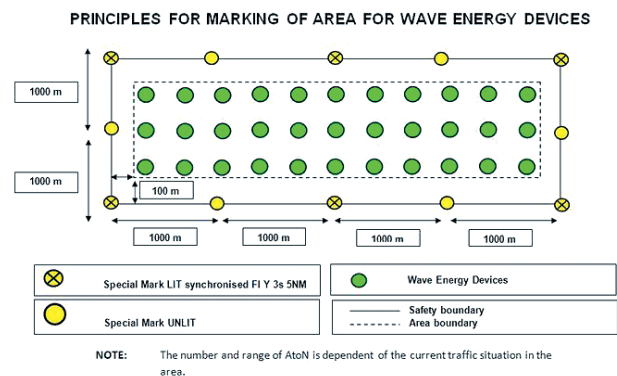 PRINCIPLES FOR MARKING OF AREA FOR WAVE ENERGY DEVICES
1000 m
1000 m
100 m
1000 m
1000 m
1000 m
1000 m
Special Mark LIT synchronised Fl Y 3s 5NM
Wave Energy Devices
Special Mark UNLIT
Safety boundary
Area boundary
NOTE: The number and range of AtoN is dependent of the current traffic situation in the
area.